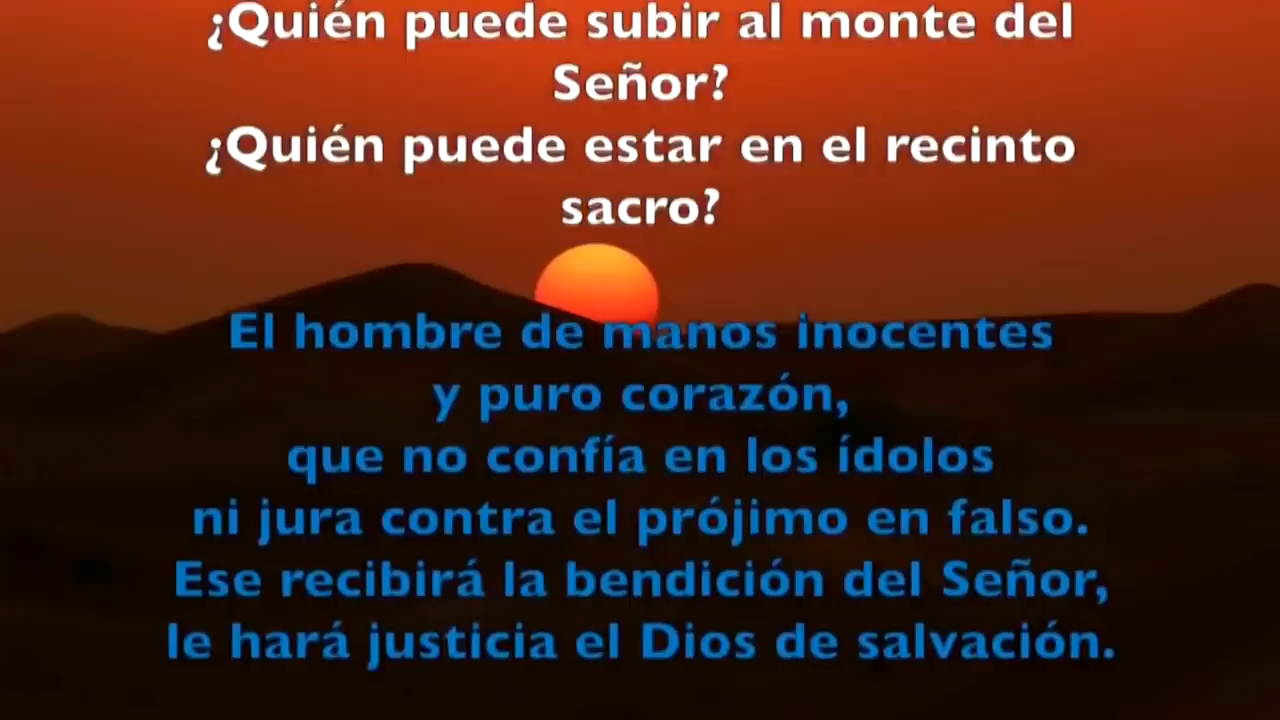 ¿Quién puede subir al monte del
Señor?
¿Quién puede estar en el recinto
sacro?
El hombre de manos inocentes
y puro corazón,
que no confía en los ídolos
ni jura contra el prójimo en falso.
Ese recibirá la bendición del Señor,
le hará justicia el Dios de salvación.